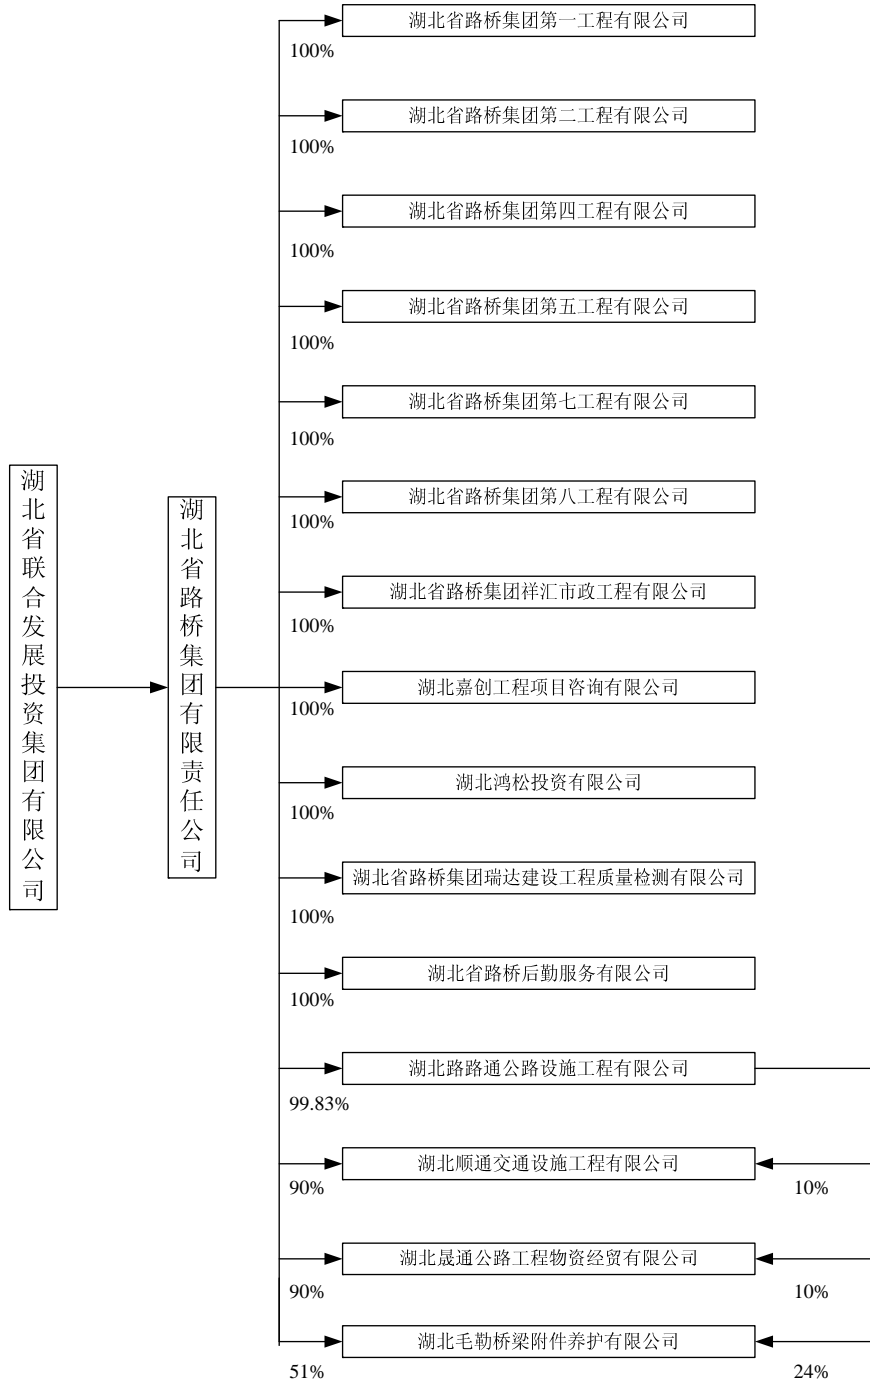 湖北省联合发展投资集团有限公司
湖北省路桥集团有限责任公司
湖北省路桥集团第一工程有限公司
100%
湖北省路桥集团第二工程有限公司
100%
湖北省路桥集团第四工程有限公司
100%
湖北省路桥集团第五工程有限公司
100%
湖北省路桥集团第七工程有限公司
100%
湖北省路桥集团第八工程有限公司
100%
湖北省路桥集团祥汇市政工程有限公司
100%
湖北嘉创工程项目咨询有限公司
100%
湖北鸿松投资有限公司
100%
湖北省路桥集团瑞达建设工程质量检测有限公司
100%
湖北省路桥后勤服务有限公司
100%
湖北路路通公路设施工程有限公司
99.83%
湖北顺通交通设施工程有限公司
90% 10%
湖北晟通公路工程物资经贸有限公司
90% 10%
湖北毛勒桥梁附件养护有限公司
51% 24%